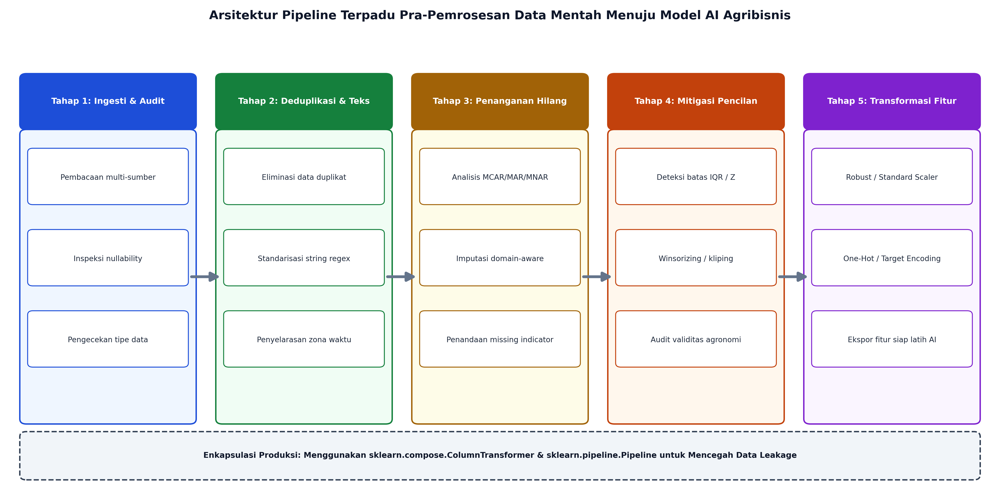 Arsitektur Pipeline Terpadu Pra-Pemrosesan Data Mentah Menuju Model AI Agribisnis
Tahap 1: Ingesti & Audit
Pembacaan multi-sumber
Inspeksi nullability
Pengecekan tipe data
Tahap 2: Deduplikasi & Teks
Eliminasi data duplikat
Standarisasi string regex
Penyelarasan zona waktu
Tahap 3: Penanganan Hilang
Analisis MCAR/MAR/MNAR
Imputasi domain-aware
Penandaan missing indicator
Tahap 4: Mitigasi Pencilan
Deteksi batas IQR / Z
Winsorizing / kliping
Audit validitas agronomi
Tahap 5: Transformasi Fitur
Robust / Standard Scaler
One-Hot / Target Encoding
Ekspor fitur siap latih AI
Enkapsulasi Produksi: Menggunakan sklearn.compose.ColumnTransformer & sklearn.pipeline.Pipeline untuk Mencegah Data Leakage